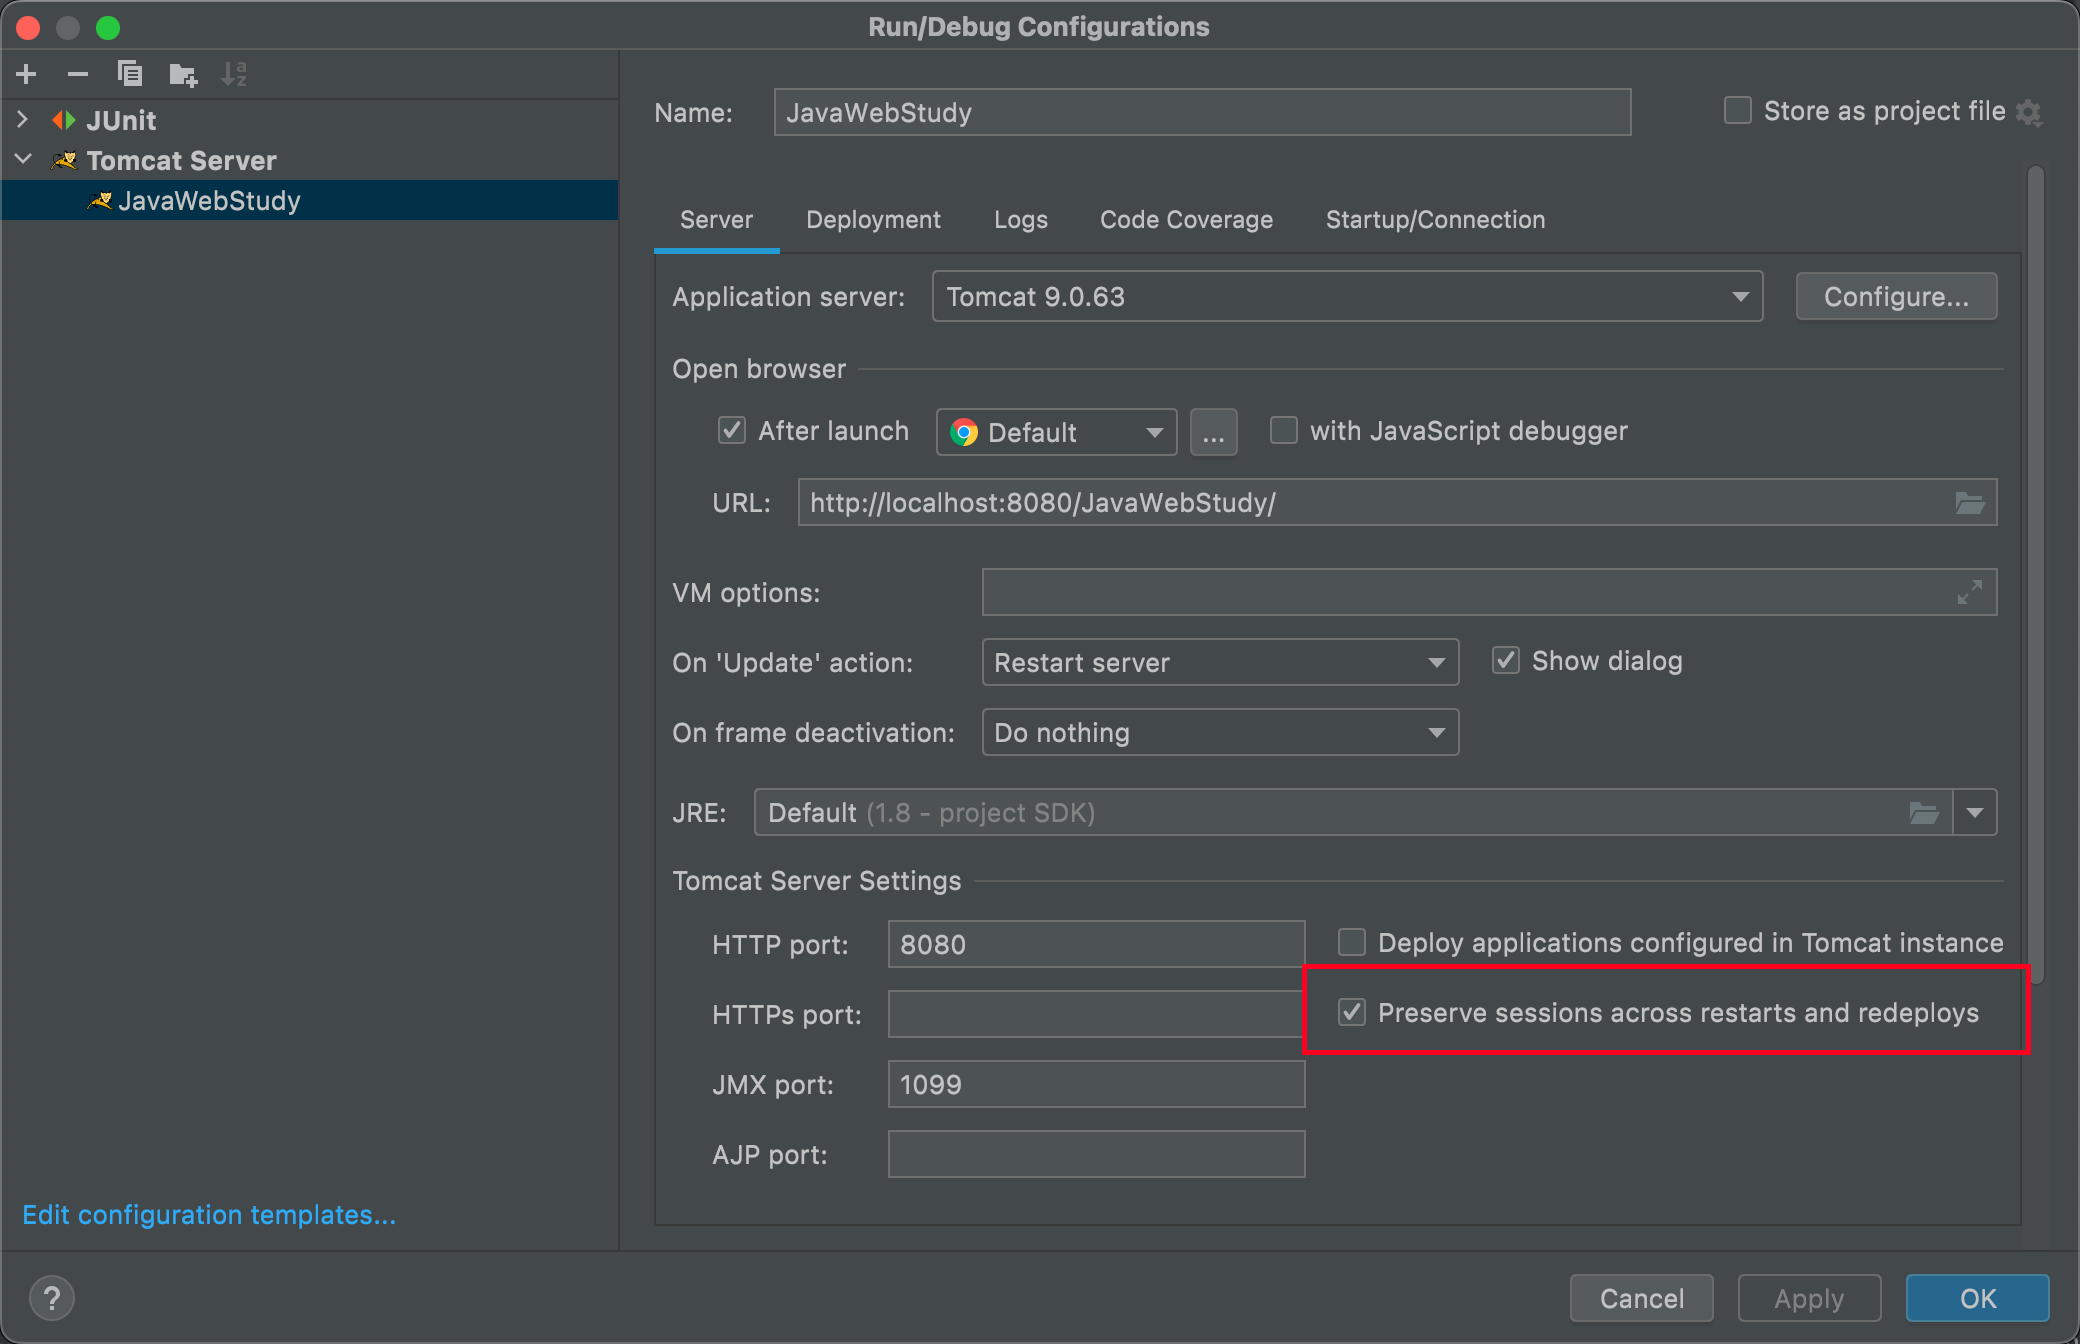 Run/Debug Configurations
JUnit
Tomcat Server
JavaWebStudy
Edit configuration templates...
Name: JavaWebStudy Store as project file
Server Deployment Logs Code Coverage Startup/Connection
Application server: Tomcat 9.0.63 Configure...
Open browser
After launch Default ... with JavaScript debugger
URL: http://localhost:8080/JavaWebStudy/
VM options:
On 'Update' action: Restart server Show dialog
On frame deactivation: Do nothing
JRE: Default (1.8 - project SDK)
Tomcat Server Settings
HTTP port: 8080 Deploy applications configured in Tomcat instance
HTTPs port: Preserve sessions across restarts and redeploys
JMX port: 1099
AJP port:
? Cancel Apply OK